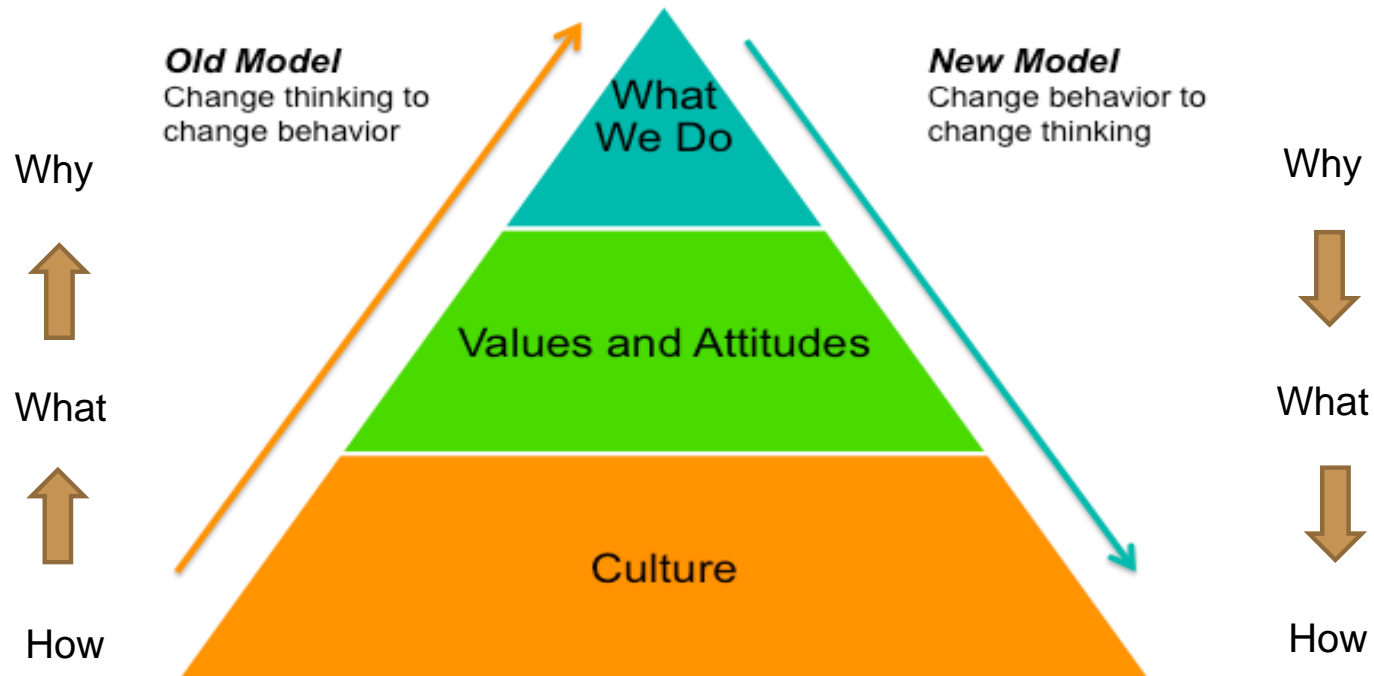 Old Model
Change thinking to
change behavior
What
We Do
New Model
Change behavior to
change thinking
Why
Why
Values and Attitudes
What
What
Culture
How
How